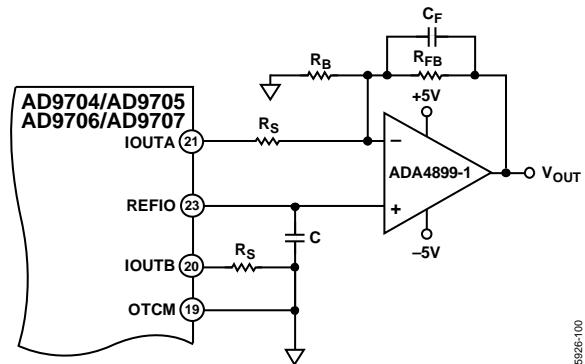 C_F
R_B
R_FB
AD9704/AD9705
AD9706/AD9707
+5V
IOUTA 21
R_S
–
ADA4899-1
V_OUT
REFIO 23
+
C
–5V
IOUTB 20
R_S
OTCM 19
5926-100